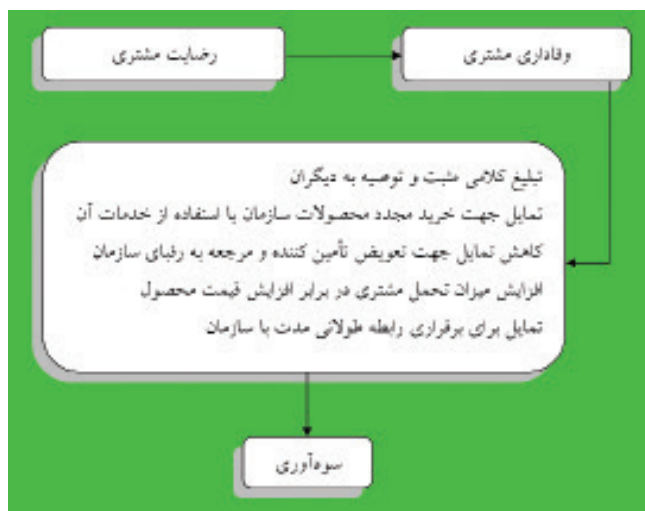 رضایت مشتری
وفاداری مشتری
تبلیغ کلامی مثبت و توصیه به دیگران
تمایل جهت خرید مجدد محصولات سازمان یا استفاده از خدمات آن
کاهش تمایل جهت تعویض تأمین کننده و مرجعه به رقبای سازمان
افزایش میزان تحمل مشتری در برابر افزایش قیمت محصول
تمایل برای برقراری رابطه طولانی مدت با سازمان
سودآوری